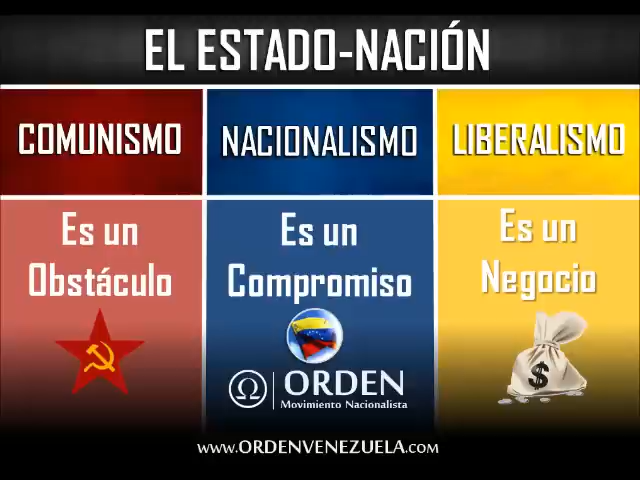 EL ESTADO-NACIÓN
COMUNISMO
NACIONALISMO
LIBERALISMO
Es un
Obstáculo
Es un
Compromiso
Es un
Negocio
$
Ω ORDEN
Movimiento Nacionalista
www.ORDENVENEZUELA.com